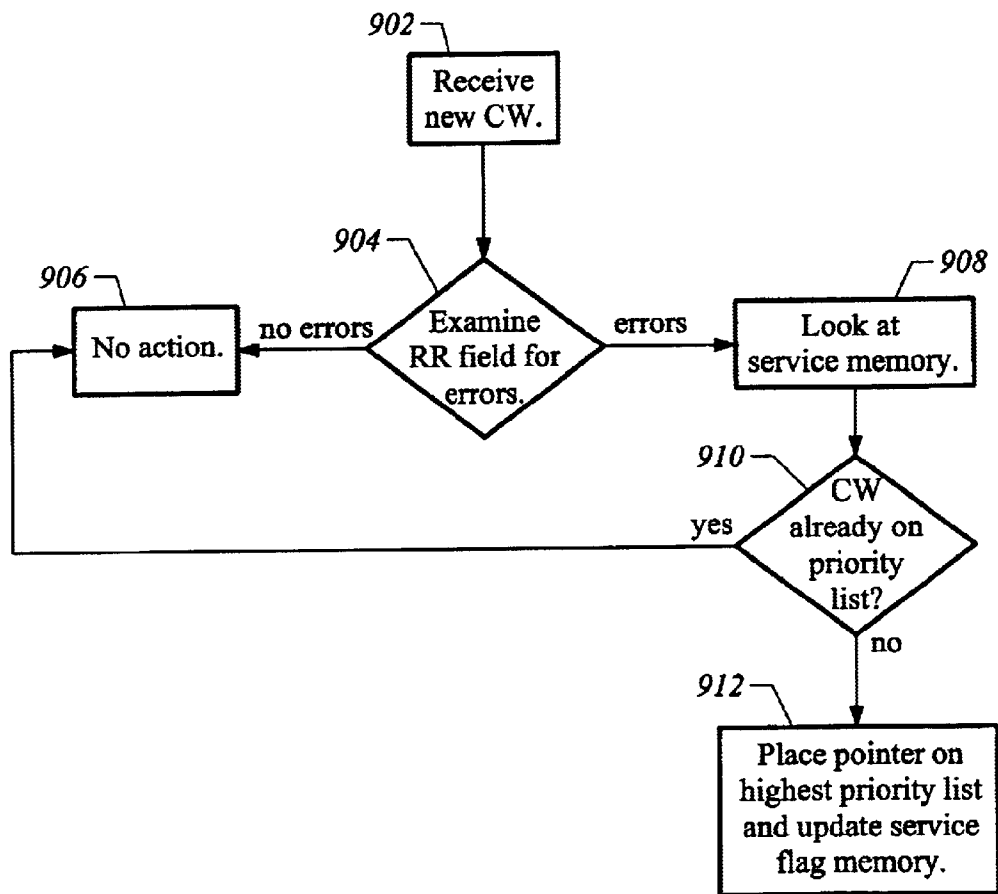 902
Receive
new CW.
904
Examine
RR field for
errors.
no errors
errors
906
No action.
908
Look at
service memory.
910
CW
already on
priority
list?
yes
no
912
Place pointer on
highest priority list
and update service
flag memory.